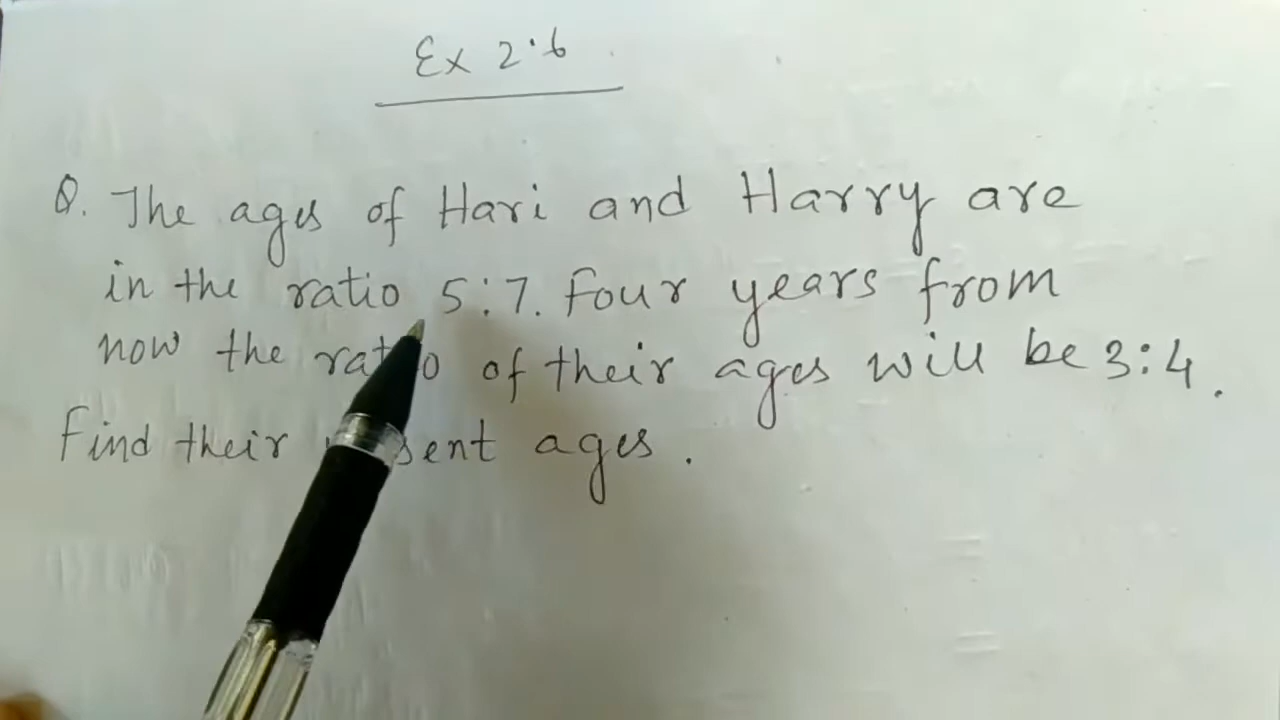 Ex 2.6
Q. The ages of Hari and Harry are
in the ratio 5:7. Four years from
now the ratio of their ages will be 3:4.
Find their present ages.